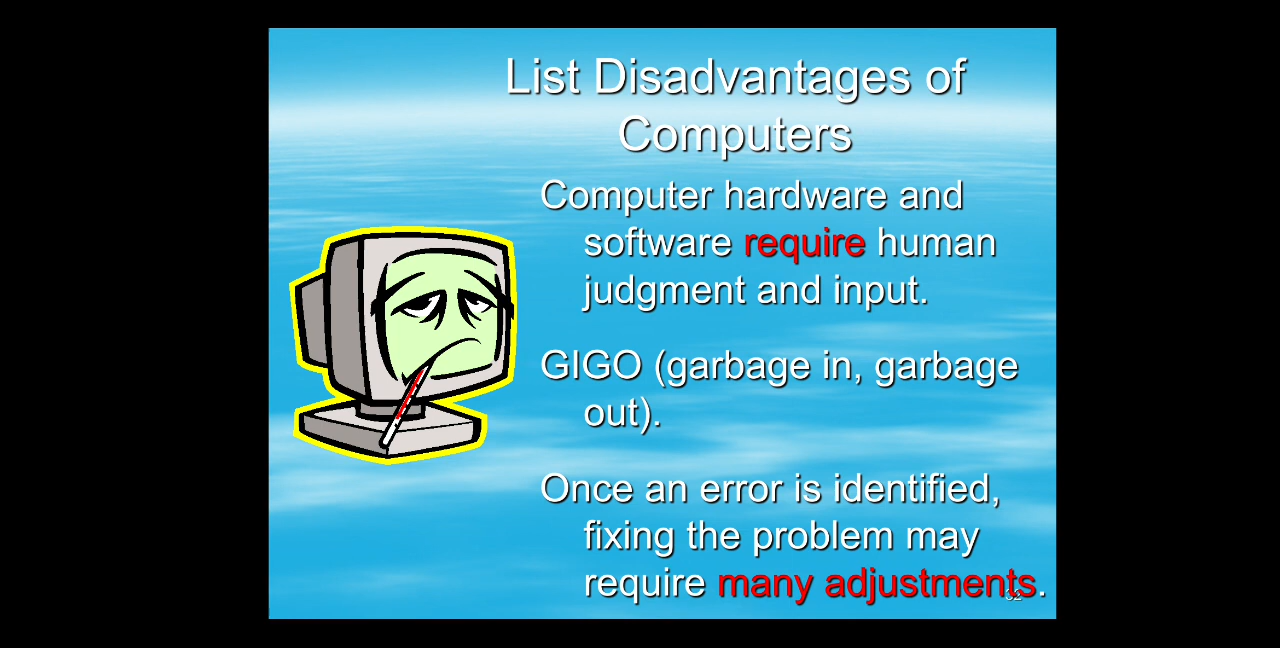 List Disadvantages of
Computers
Computer hardware and
software require human
judgment and input.
GIGO (garbage in, garbage
out).
Once an error is identified,
fixing the problem may
require many adjustments.